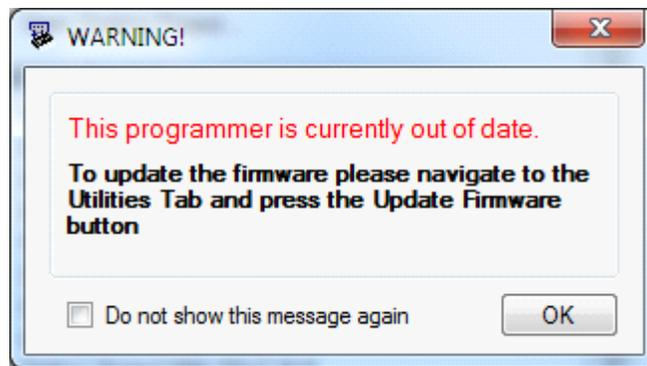 WARNING!
This programmer is currently out of date.
To update the firmware please navigate to the
Utilities Tab and press the Update Firmware
button
Do not show this message again
OK